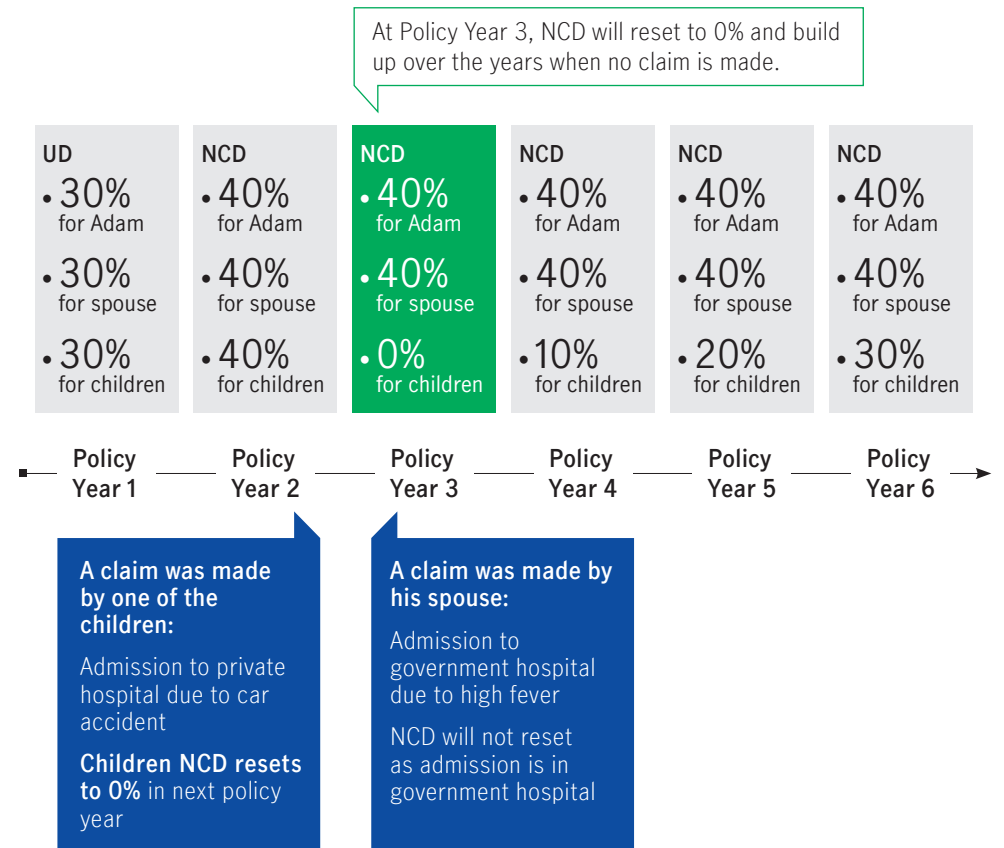 At Policy Year 3, NCD will reset to 0% and build
up over the years when no claim is made.
UD
• 30%
for Adam
• 30%
for spouse
• 30%
for children
NCD
• 40%
for Adam
• 40%
for spouse
• 40%
for children
NCD
• 40%
for Adam
• 40%
for spouse
• 0%
for children
NCD
• 40%
for Adam
• 40%
for spouse
• 10%
for children
NCD
• 40%
for Adam
• 40%
for spouse
• 20%
for children
NCD
• 40%
for Adam
• 40%
for spouse
• 30%
for children
Policy
Year 1
Policy
Year 2
Policy
Year 3
Policy
Year 4
Policy
Year 5
Policy
Year 6
A claim was made
by one of the
children:
Admission to private
hospital due to car
accident
Children NCD resets
to 0% in next policy
year
A claim was made by
his spouse:
Admission to
government hospital
due to high fever
NCD will not reset
as admission is in
government hospital